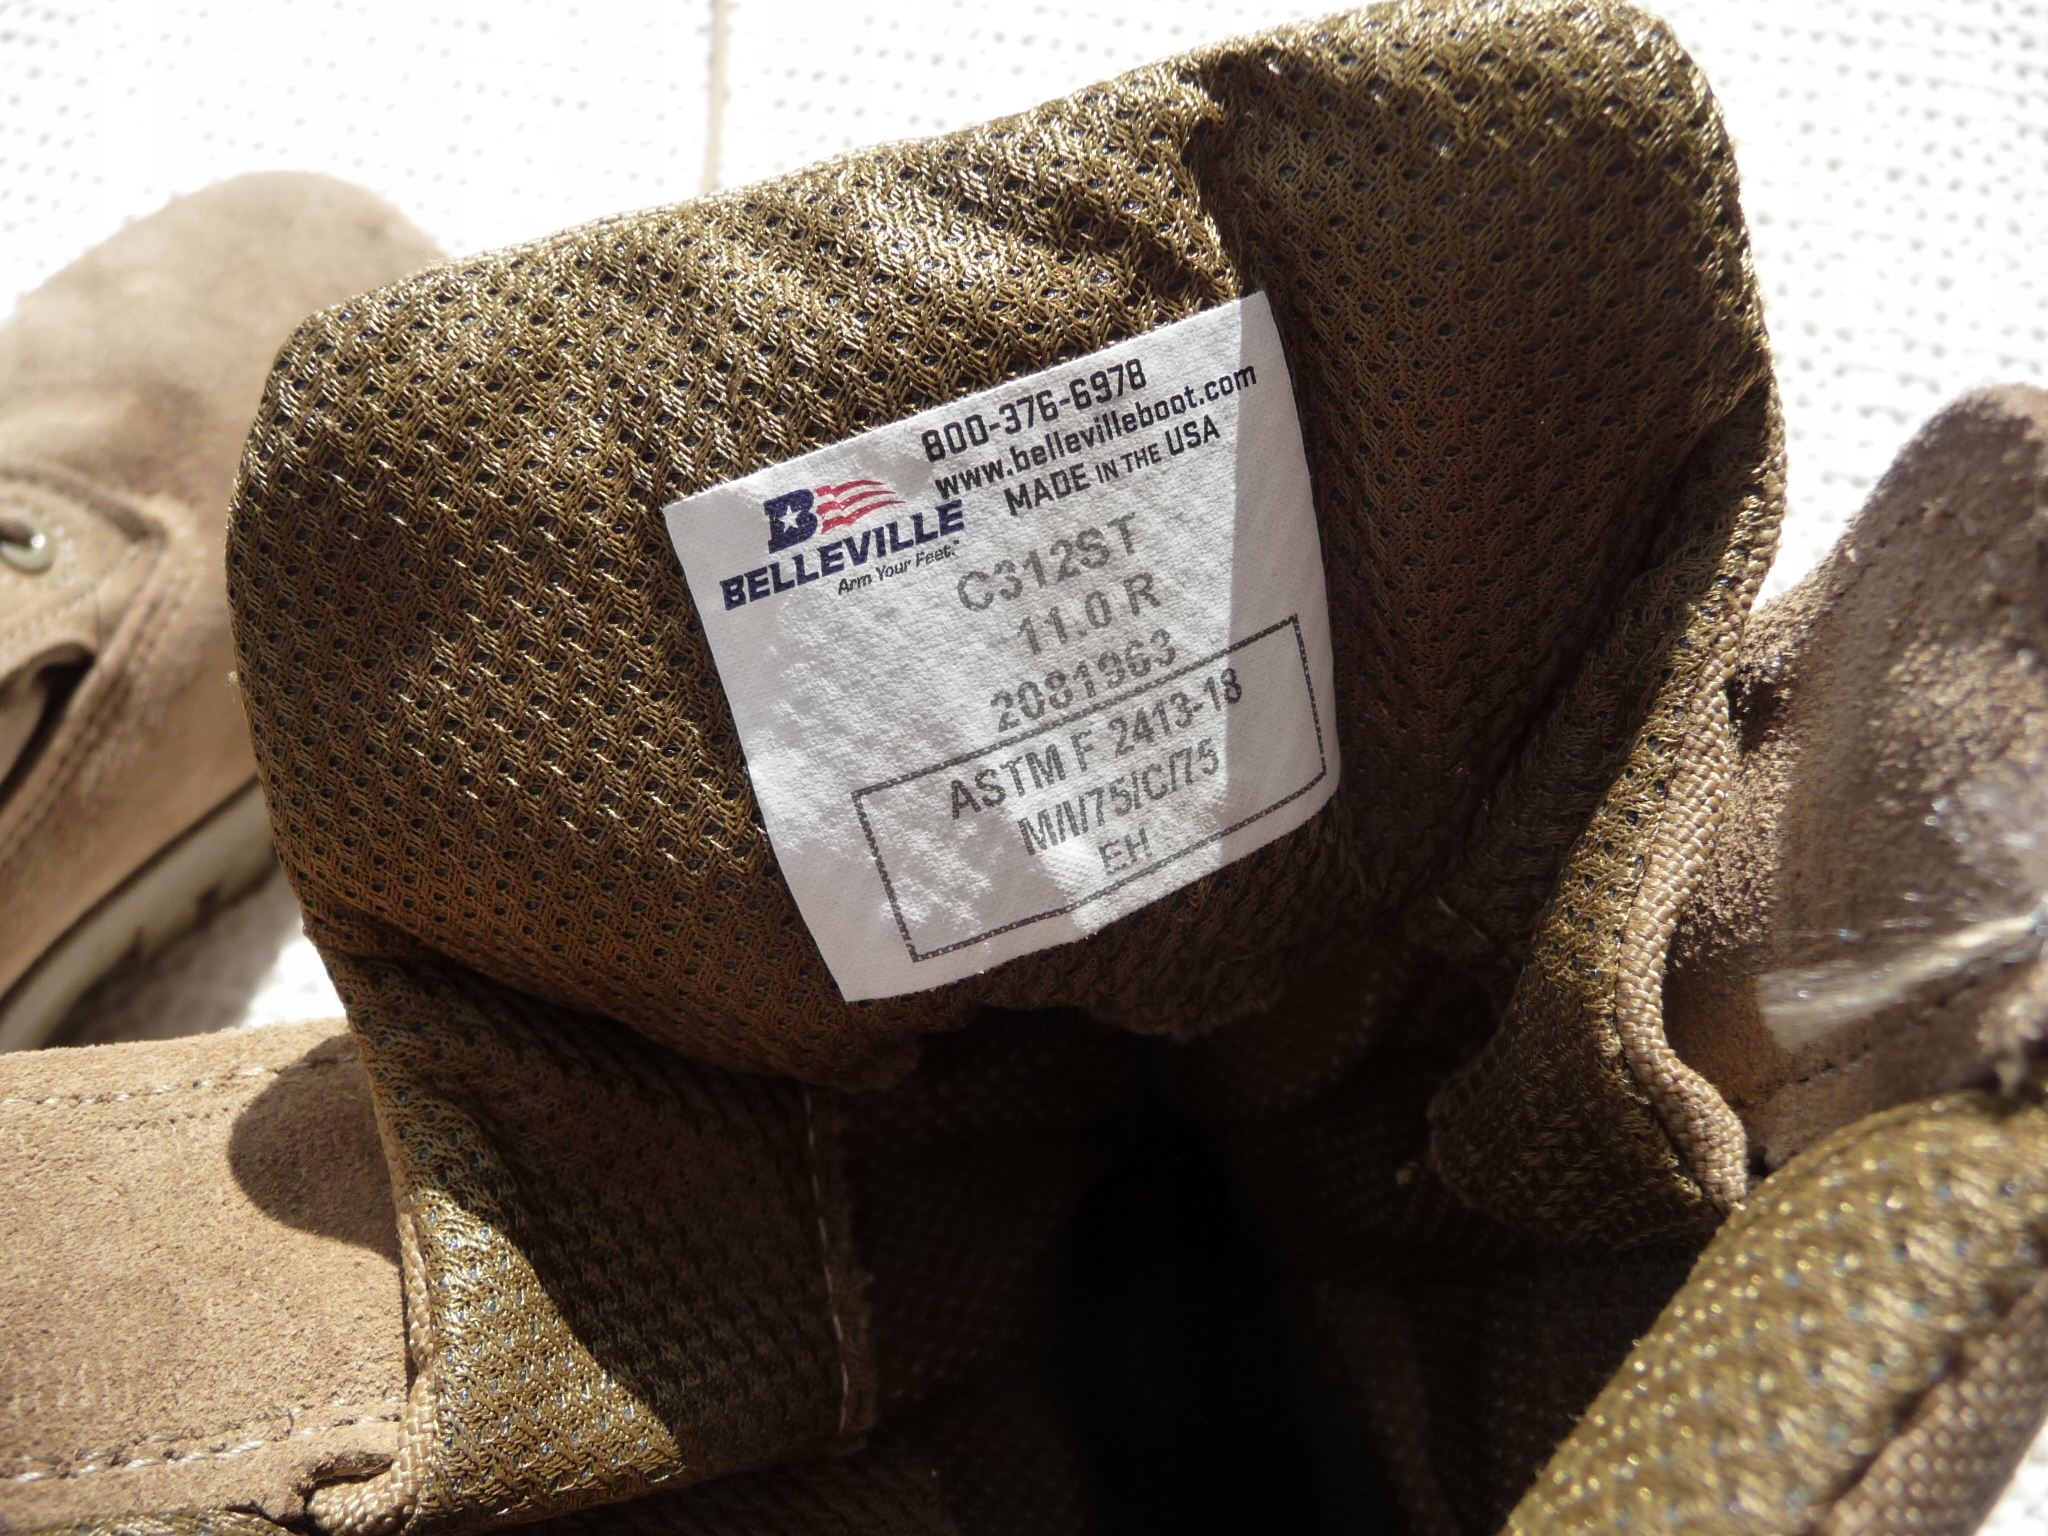 800-376-6978
www.bellevilleboot.com
MADE IN THE USA
B
BELLEVILLE
Arm Your Feet.™
C312ST
11.0 R
2081963
ASTM F 2413-18
M/I/75/C/75
EH